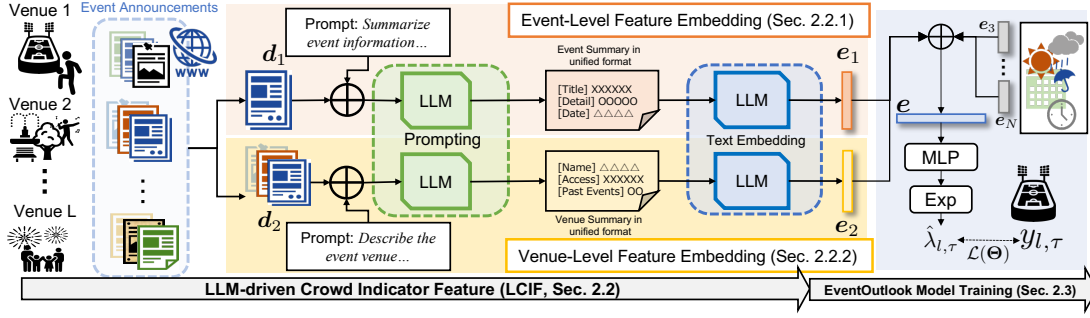 Venue 1
Event Announcements
WWW
Venue 2
Venue L
d1
Prompt: Summarize
event information…
LLM
Prompting
LLM
d2
Prompt: Describe the
event venue…
Event-Level Feature Embedding (Sec. 2.2.1)
Event Summary in
unified format
[Title] XXXXXX
[Detail] OOOOO
[Date] △△△△
LLM
Text Embedding
LLM
[Name] △△△△
[Access] XXXXXX
[Past Events] OO
Venue Summary in
unified format
Venue-Level Feature Embedding (Sec. 2.2.2)
e1
e2
e3
eN
e
MLP
Exp
λ̂l,τ
yl,τ
ℒ(Θ)
LLM-driven Crowd Indicator Feature (LCIF, Sec. 2.2)
EventOutlook Model Training (Sec. 2.3)